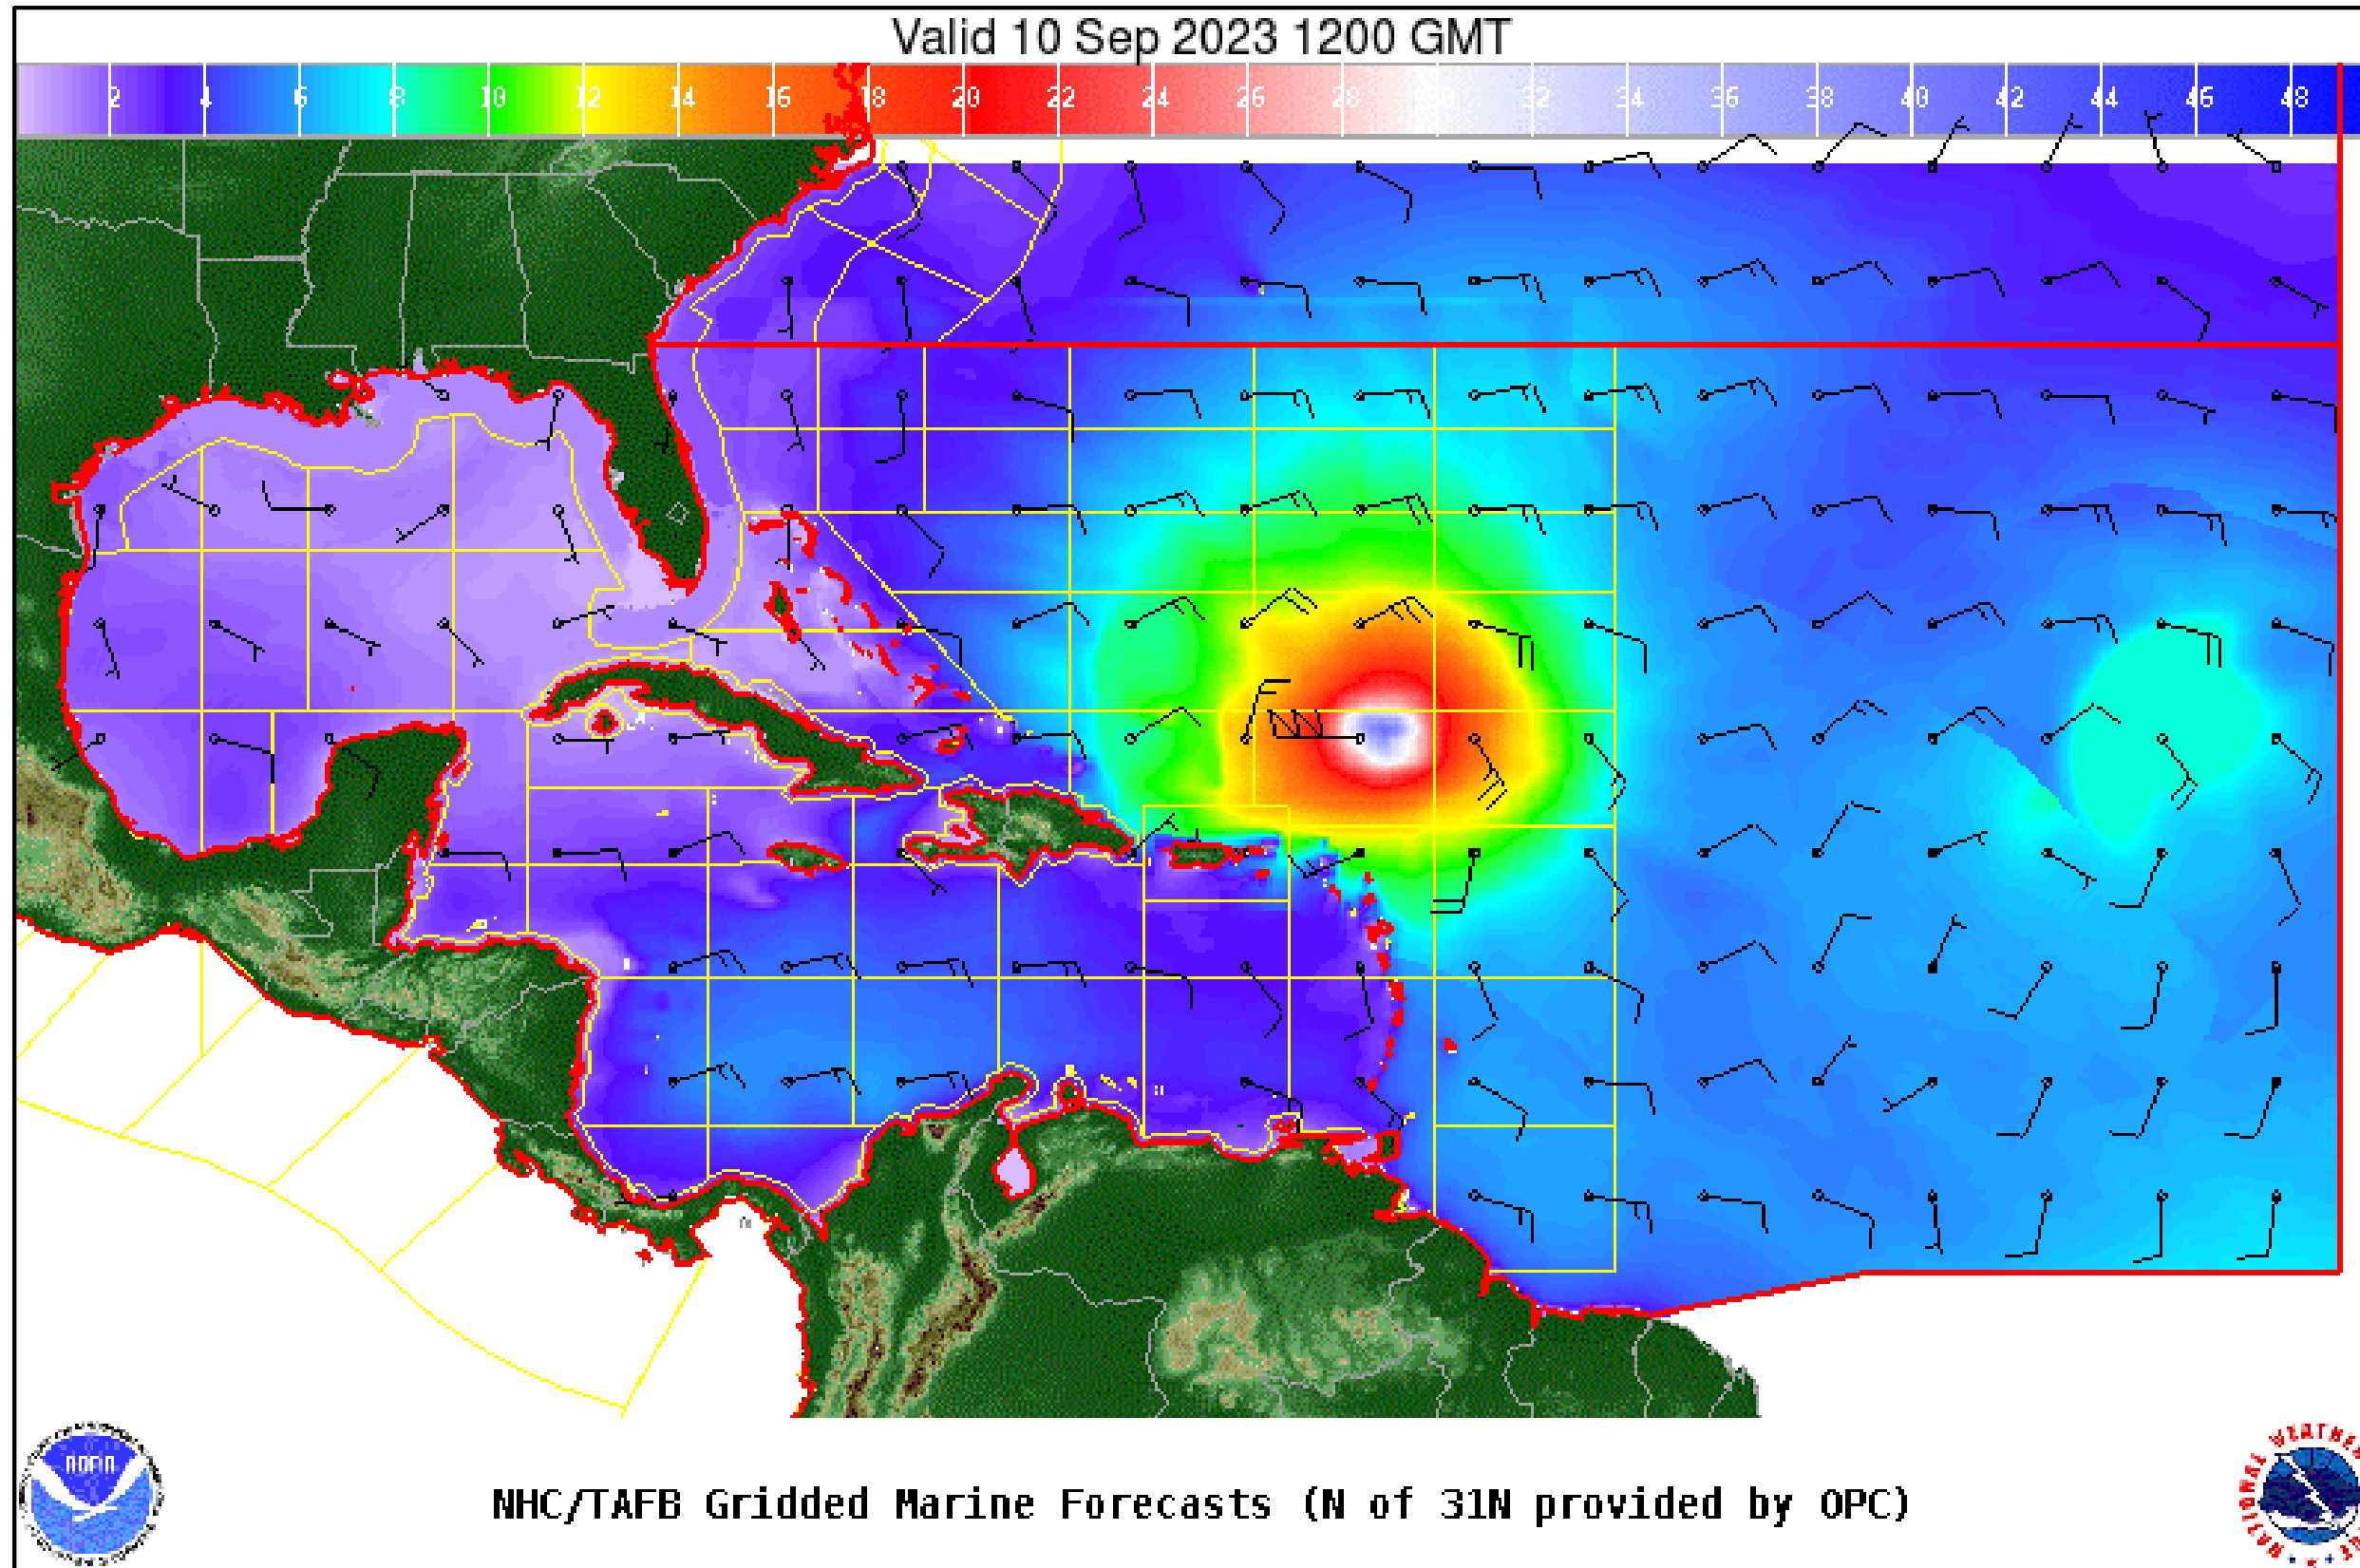 Valid 10 Sep 2023 1200 GMT
2 4 6 8 10 12 14 16 18 20 22 24 26 28 30 32 34 36 38 40 42 44 46 48
NHC/TAFB Gridded Marine Forecasts (N of 31N provided by OPC)